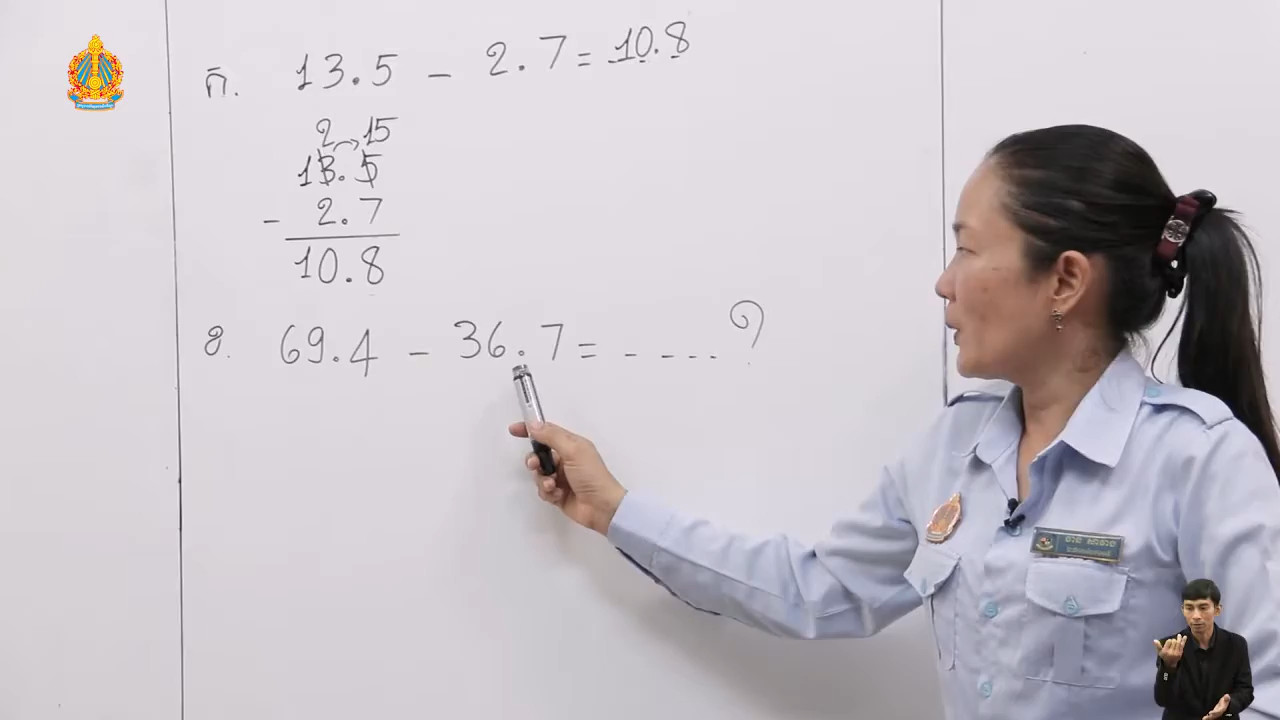 ក. 13.5 - 2.7 = 10.8
2 15
13.5
- 2.7
10.8
ខ. 69.4 - 36.7 = - - - - - ?